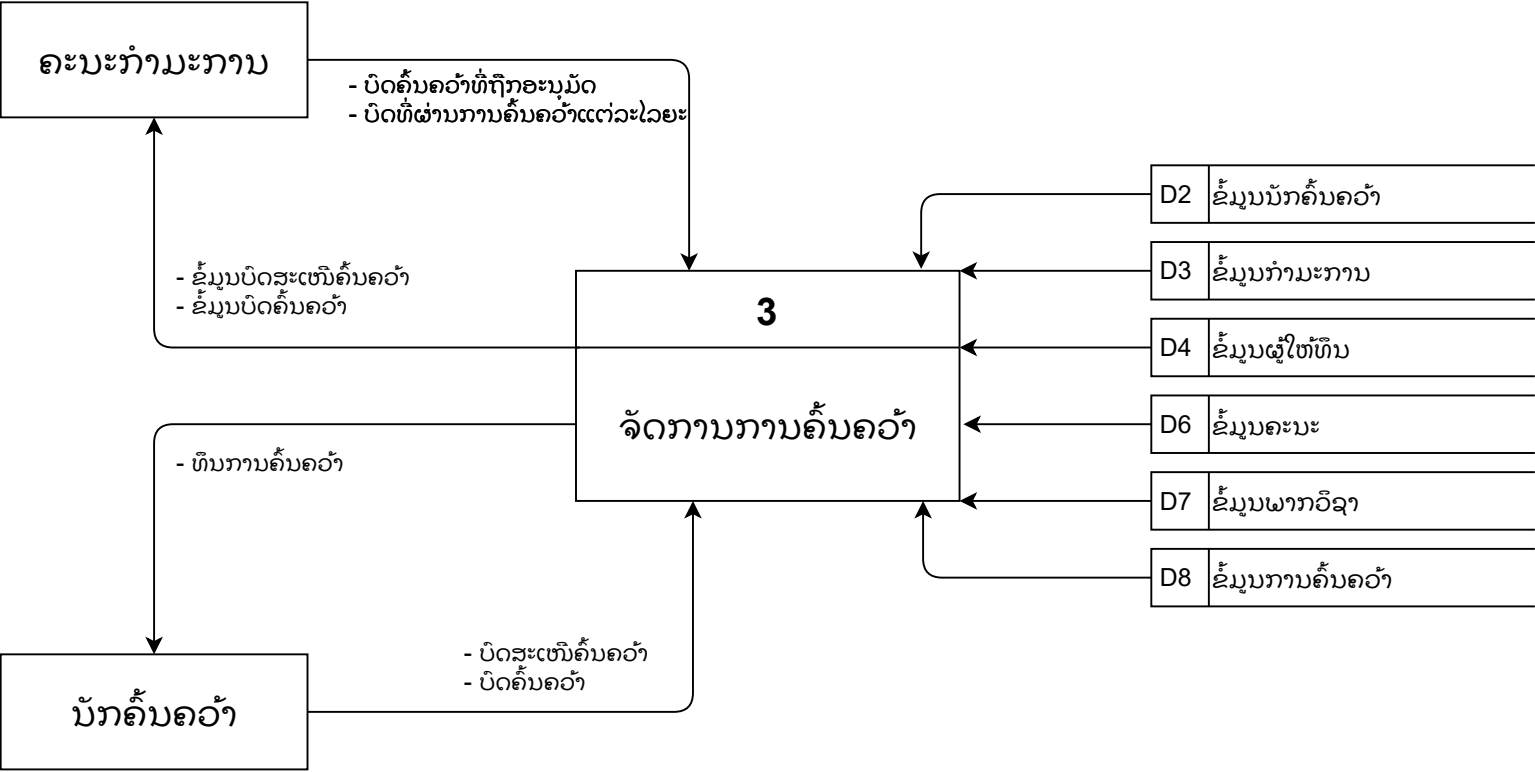 ຄະນະກຳມະການ
- ບົດຄົ້ນຄວ້າທີ່ຖືກອະນຸມັດ
- ບົດທີ່ຜ່ານການຄົ້ນຄວ້າແຕ່ລະໄລຍະ
D2 ຂໍ້ມູນນັກຄົ້ນຄວ້າ
D3 ຂໍ້ມູນກຳມະການ
- ຂໍ້ມູນບົດສະເໜີຄົ້ນຄວ້າ
- ຂໍ້ມູນບົດຄົ້ນຄວ້າ
3
D4 ຂໍ້ມູນຜູ້ໃຫ້ທຶນ
ຈັດການການຄົ້ນຄວ້າ
D6 ຂໍ້ມູນຄະນະ
- ທຶນການຄົ້ນຄວ້າ
D7 ຂໍ້ມູນພາກວິຊາ
D8 ຂໍ້ມູນການຄົ້ນຄວ້າ
- ບົດສະເໜີຄົ້ນຄວ້າ
- ບົດຄົ້ນຄວ້າ
ນັກຄົ້ນຄວ້າ